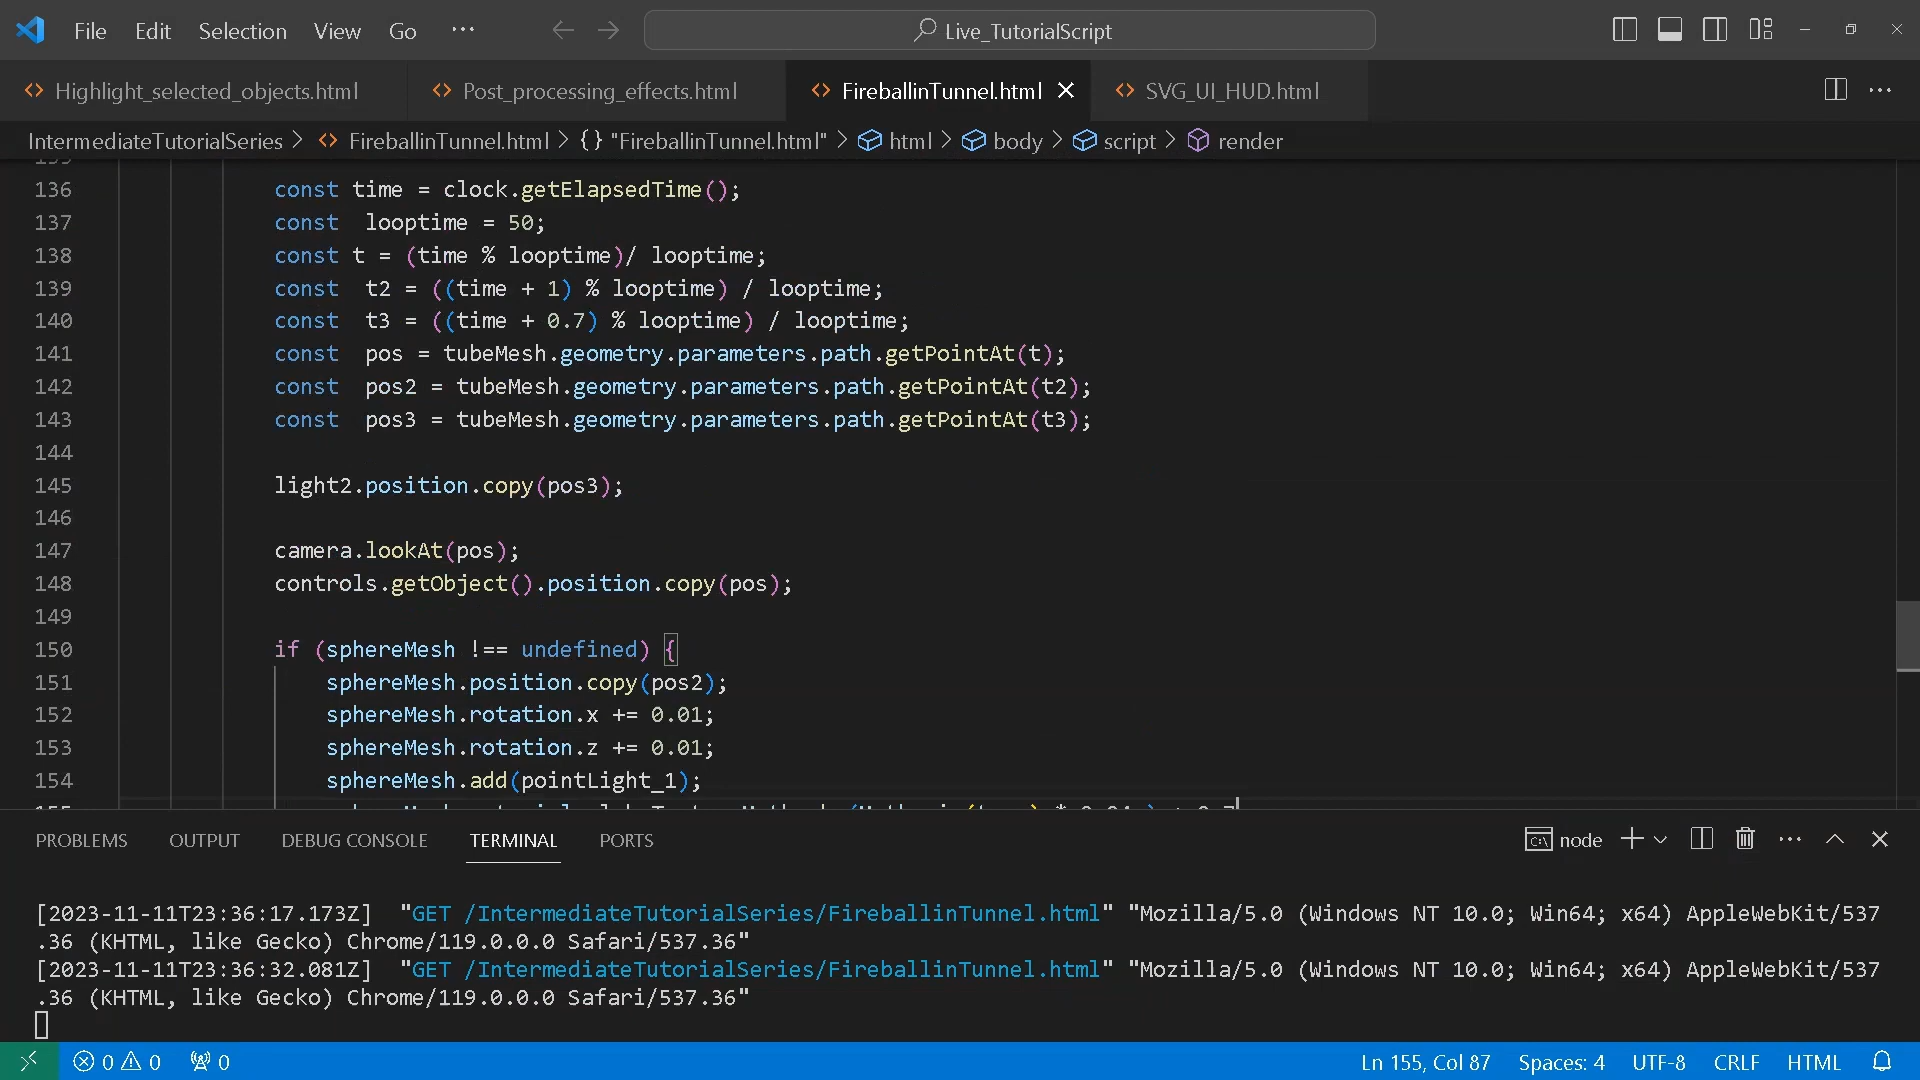 File Edit Selection View Go ··· Live_TutorialScript
Highlight_selected_objects.html Post_processing_effects.html FireballinTunnel.html SVG_UI_HUD.html
IntermediateTutorialSeries > FireballinTunnel.html > {} "FireballinTunnel.html" > html > body > script > render
136 const time = clock.getElapsedTime();
137 const  looptime = 50;
138 const t = (time % looptime)/ looptime;
139 const  t2 = ((time + 1) % looptime) / looptime;
140 const  t3 = ((time + 0.7) % looptime) / looptime;
141 const  pos = tubeMesh.geometry.parameters.path.getPointAt(t);
142 const  pos2 = tubeMesh.geometry.parameters.path.getPointAt(t2);
143 const  pos3 = tubeMesh.geometry.parameters.path.getPointAt(t3);
144
145 light2.position.copy(pos3);
146
147 camera.lookAt(pos);
148 controls.getObject().position.copy(pos);
149
150 if (sphereMesh !== undefined) {
151 sphereMesh.position.copy(pos2);
152 sphereMesh.rotation.x += 0.01;
153 sphereMesh.rotation.z += 0.01;
154 sphereMesh.add(pointLight_1);
PROBLEMS OUTPUT DEBUG CONSOLE TERMINAL PORTS node
[2023-11-11T23:36:17.173Z]  "GET /IntermediateTutorialSeries/FireballinTunnel.html" "Mozilla/5.0 (Windows NT 10.0; Win64; x64) AppleWebKit/537
.36 (KHTML, like Gecko) Chrome/119.0.0.0 Safari/537.36"
[2023-11-11T23:36:32.081Z]  "GET /IntermediateTutorialSeries/FireballinTunnel.html" "Mozilla/5.0 (Windows NT 10.0; Win64; x64) AppleWebKit/537
.36 (KHTML, like Gecko) Chrome/119.0.0.0 Safari/537.36"
0 0 0 Ln 155, Col 87 Spaces: 4 UTF-8 CRLF HTML